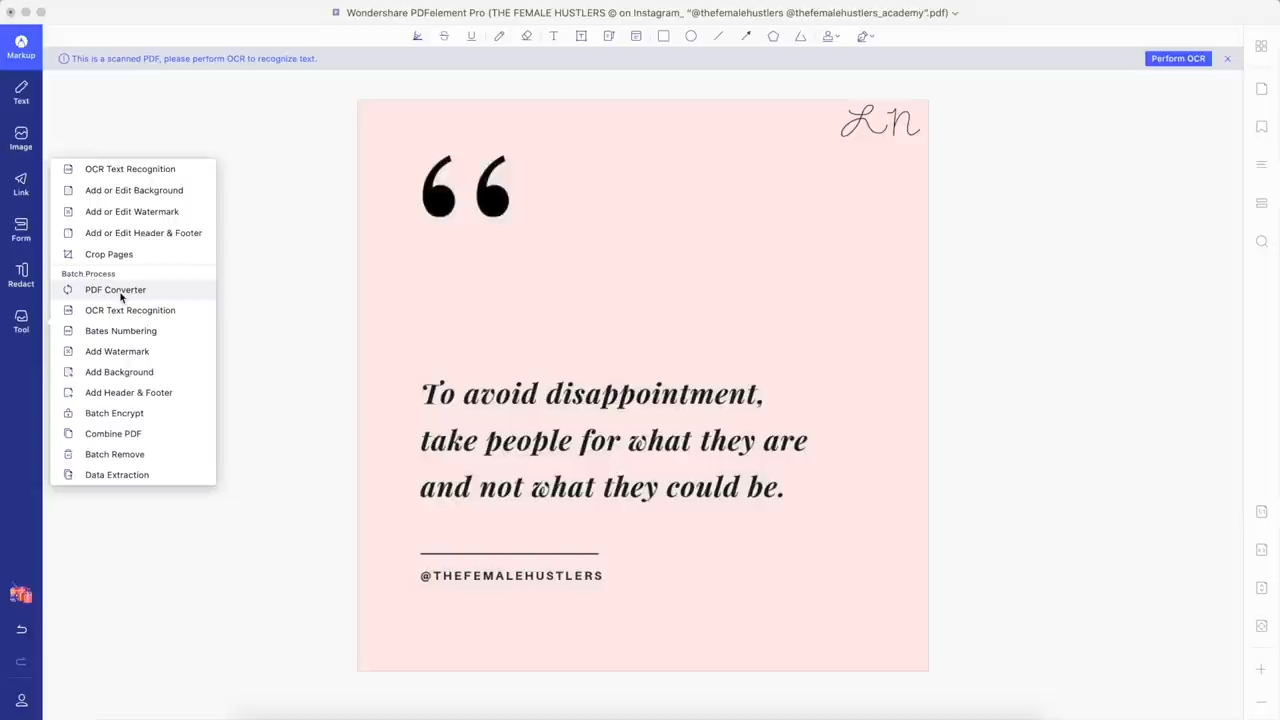 Wondershare PDFelement Pro (THE FEMALE HUSTLERS © on Instagram_ “@thefemalehustlers @thefemalehustlers_academy”.pdf)
Markup
This is a scanned PDF, please perform OCR to recognize text.
Perform OCR
Text
Image
Link
Form
Redact
Tool
OCR Text Recognition
Add or Edit Background
Add or Edit Watermark
Add or Edit Header & Footer
Crop Pages
Batch Process
PDF Converter
OCR Text Recognition
Bates Numbering
Add Watermark
Add Background
Add Header & Footer
Batch Encrypt
Combine PDF
Batch Remove
Data Extraction
LN
“
To avoid disappointment,
take people for what they are
and not what they could be.
@THEFEMALEHUSTLERS